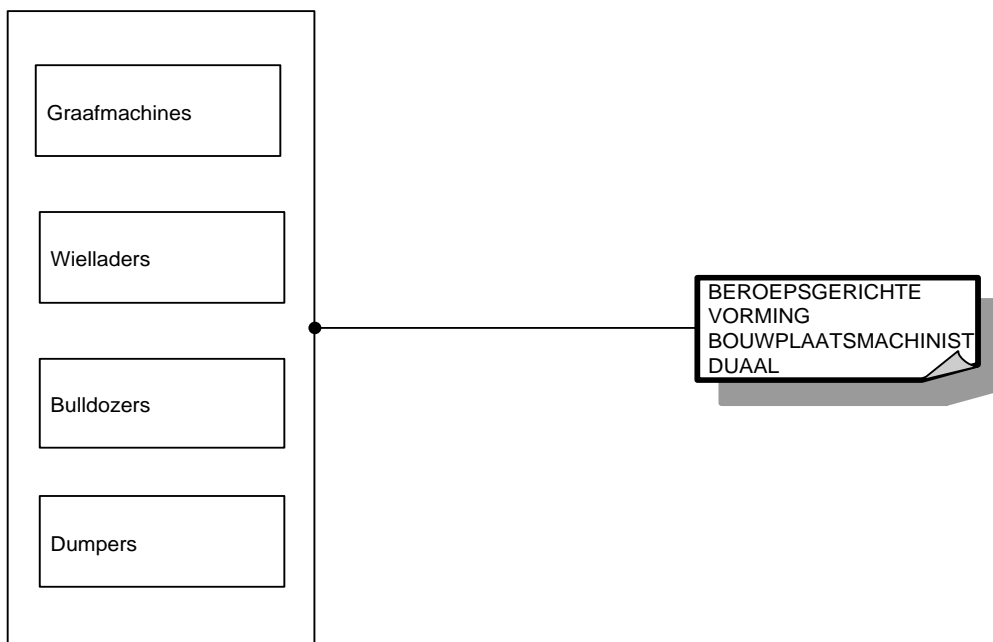 Graafmachines
Wielladers
Bulldozers
Dumpers
BEROEPSGERICHTE
VORMING
BOUWPLAATSMACHINIST
DUAAL